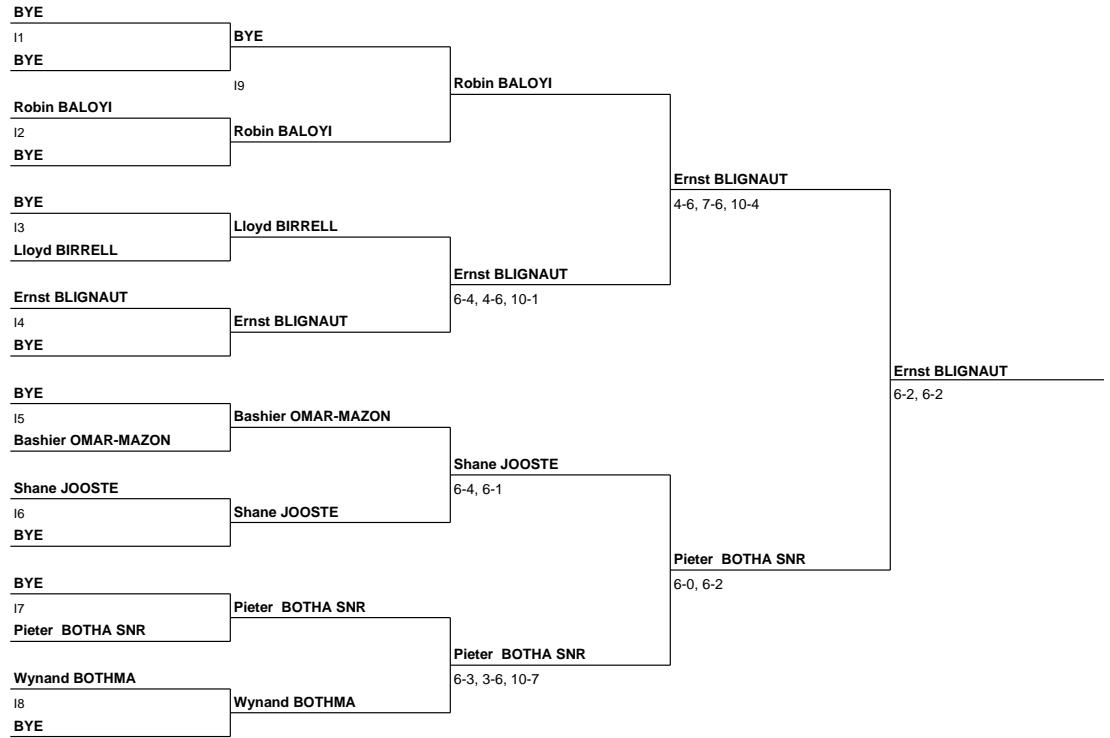 BYE
I1
BYE
BYE
I9
Robin BALOYI
I2
BYE
Robin BALOYI
Robin BALOYI
BYE
I3
Lloyd BIRRELL
Lloyd BIRRELL
Ernst BLIGNAUT
I4
BYE
Ernst BLIGNAUT
Ernst BLIGNAUT
6-4, 4-6, 10-1
Ernst BLIGNAUT
4-6, 7-6, 10-4
BYE
I5
Bashier OMAR-MAZON
Bashier OMAR-MAZON
Shane JOOSTE
I6
BYE
Shane JOOSTE
Shane JOOSTE
6-4, 6-1
BYE
I7
Pieter BOTHA SNR
Pieter BOTHA SNR
Wynand BOTHMA
I8
BYE
Wynand BOTHMA
Pieter BOTHA SNR
6-3, 3-6, 10-7
Pieter BOTHA SNR
6-0, 6-2
Ernst BLIGNAUT
6-2, 6-2